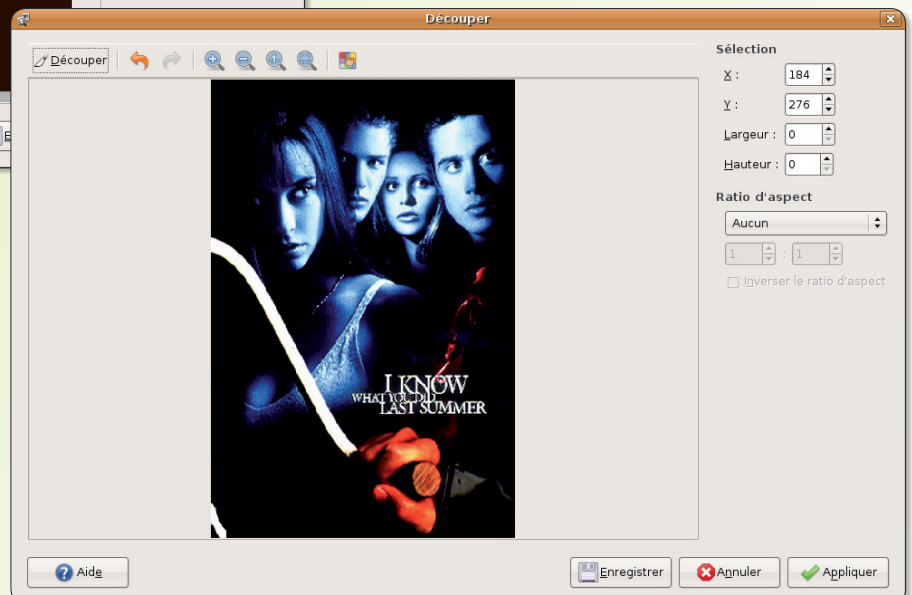 Découper
Découper
Sélection
X : 184
Y : 276
Largeur : 0
Hauteur : 0
Ratio d'aspect
Aucun
1 : 1
Inverser le ratio d'aspect
I KNOW
WHAT YOU DID
LAST SUMMER
Aide
Enregistrer
Annuler
Appliquer
E